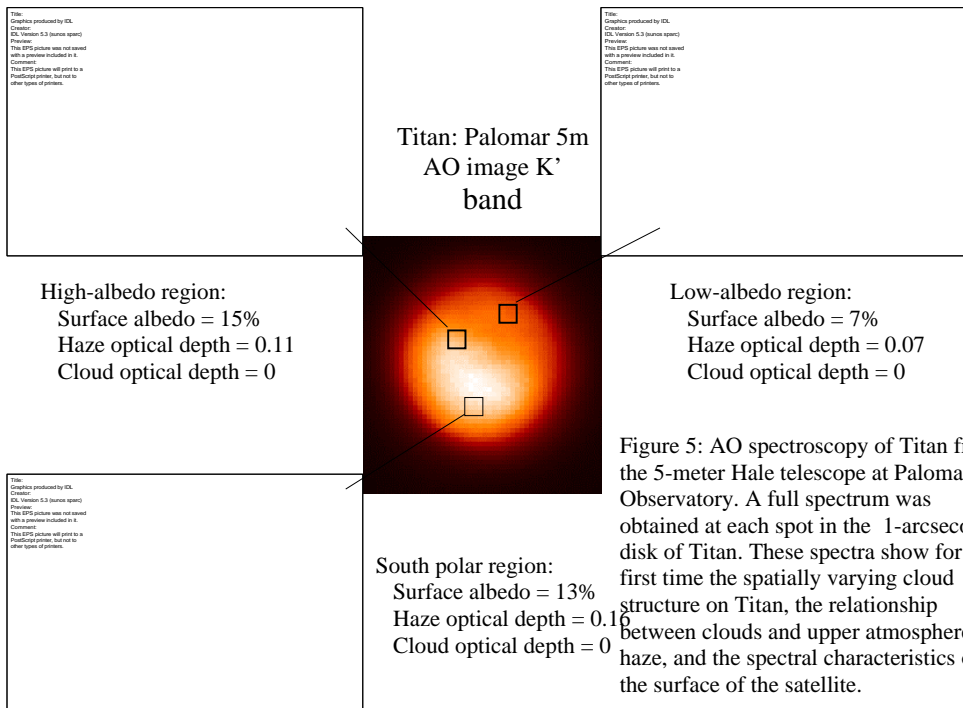 Title:
Graphics produced by IDL
Creator:
IDL Version 5.3 (sunos sparc)
Preview:
This EPS picture was not saved
with a preview included in it.
Comment:
This EPS picture will print to a
PostScript printer, but not to
other types of printers.
Title:
Graphics produced by IDL
Creator:
IDL Version 5.3 (sunos sparc)
Preview:
This EPS picture was not saved
with a preview included in it.
Comment:
This EPS picture will print to a
PostScript printer, but not to
other types of printers.
Titan: Palomar 5m
AO image K’
band
High-albedo region:
Surface albedo = 15%
Haze optical depth = 0.11
Cloud optical depth = 0
Low-albedo region:
Surface albedo = 7%
Haze optical depth = 0.07
Cloud optical depth = 0
Title:
Graphics produced by IDL
Creator:
IDL Version 5.3 (sunos sparc)
Preview:
This EPS picture was not saved
with a preview included in it.
Comment:
This EPS picture will print to a
PostScript printer, but not to
other types of printers.
South polar region:
Surface albedo = 13%
Haze optical depth = 0.16
Cloud optical depth = 0
Figure 5: AO spectroscopy of Titan
the 5-meter Hale telescope at Paloma
Observatory. A full spectrum was
obtained at each spot in the 1-arcseco
disk of Titan. These spectra show for
first time the spatially varying cloud
structure on Titan, the relationship
between clouds and upper atmosphere
haze, and the spectral characteristics
the surface of the satellite.